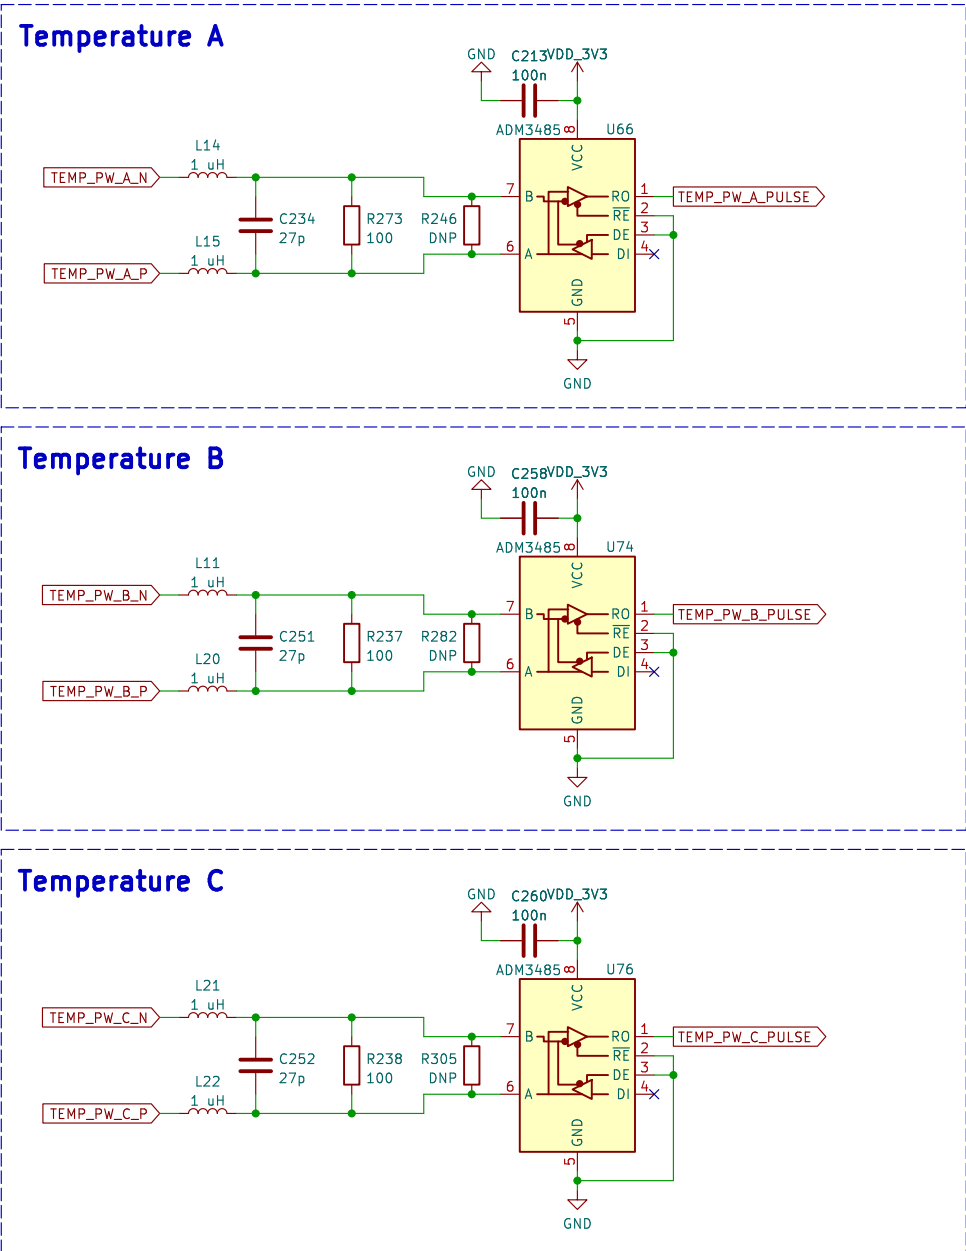 Temperature A
GND
C213
VDD_3V3
100n
ADM3485
U66
8
VCC
L14
1 uH
TEMP_PW_A_N
7
B
RO
1
TEMP_PW_A_PULSE
C234
27p
R273
100
R246
DNP
RE
2
DE
3
L15
1 uH
6
A
DI
4
TEMP_PW_A_P
GND
5
GND
Temperature B
GND
C258
VDD_3V3
100n
ADM3485
U74
8
VCC
L11
1 uH
TEMP_PW_B_N
7
B
RO
1
TEMP_PW_B_PULSE
C251
27p
R237
100
R282
DNP
RE
2
DE
3
L20
1 uH
6
A
DI
4
TEMP_PW_B_P
GND
5
GND
Temperature C
GND
C260
VDD_3V3
100n
ADM3485
U76
8
VCC
L21
1 uH
TEMP_PW_C_N
7
B
RO
1
TEMP_PW_C_PULSE
C252
27p
R238
100
R305
DNP
RE
2
DE
3
L22
1 uH
6
A
DI
4
TEMP_PW_C_P
GND
5
GND